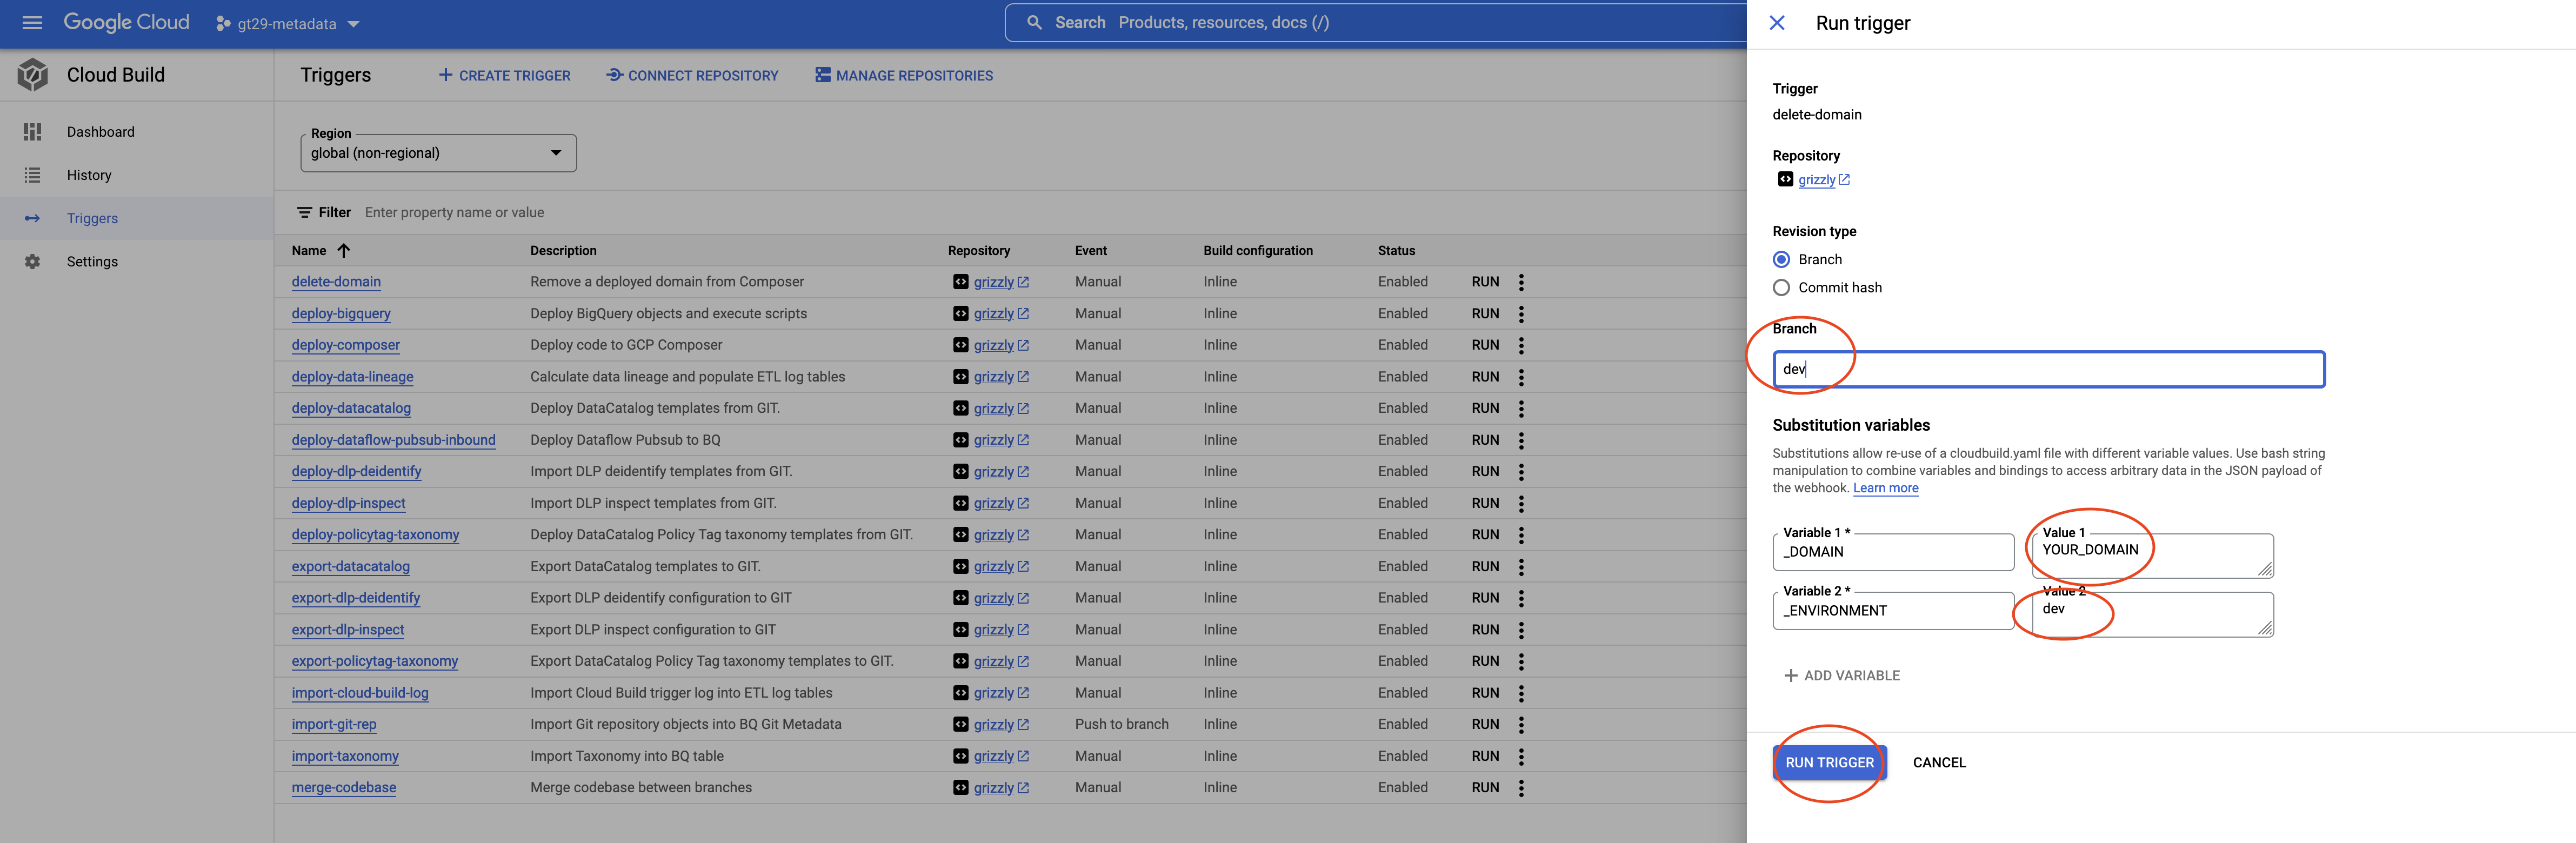 Google Cloud
gt29-metadata
Search Products, resources, docs (/)
Cloud Build
Dashboard
History
Triggers
Settings
Triggers
CREATE TRIGGER
CONNECT REPOSITORY
MANAGE REPOSITORIES
Region
global (non-regional)
Filter Enter property name or value
Name Description Repository Event Build configuration Status
delete-domain Remove a deployed domain from Composer grizzly Manual Inline Enabled RUN
deploy-bigquery Deploy BigQuery objects and execute scripts grizzly Manual Inline Enabled RUN
deploy-composer Deploy code to GCP Composer grizzly Manual Inline Enabled RUN
deploy-data-lineage Calculate data lineage and populate ETL log tables grizzly Manual Inline Enabled RUN
deploy-datacatalog Deploy DataCatalog templates from GIT. grizzly Manual Inline Enabled RUN
deploy-dataflow-pubsub-inbound Deploy Dataflow Pubsub to BQ grizzly Manual Inline Enabled RUN
deploy-dlp-deidentify Import DLP deidentify templates from GIT. grizzly Manual Inline Enabled RUN
deploy-dlp-inspect Import DLP inspect templates from GIT. grizzly Manual Inline Enabled RUN
deploy-policytag-taxonomy Deploy DataCatalog Policy Tag taxonomy templates from GIT. grizzly Manual Inline Enabled RUN
export-datacatalog Export DataCatalog templates to GIT. grizzly Manual Inline Enabled RUN
export-dlp-deidentify Export DLP deidentify configuration to GIT grizzly Manual Inline Enabled RUN
export-dlp-inspect Export DLP inspect configuration to GIT grizzly Manual Inline Enabled RUN
export-policytag-taxonomy Export DataCatalog Policy Tag taxonomy templates to GIT. grizzly Manual Inline Enabled RUN
import-cloud-build-log Import Cloud Build trigger log into ETL log tables grizzly Manual Inline Enabled RUN
import-git-rep Import Git repository objects into BQ Git Metadata grizzly Push to branch Inline Enabled RUN
import-taxonomy Import Taxonomy into BQ table grizzly Manual Inline Enabled RUN
merge-codebase Merge codebase between branches grizzly Manual Inline Enabled RUN
Run trigger
Trigger
delete-domain
Repository
grizzly
Revision type
Branch
Commit hash
Branch
dev
Substitution variables
Substitutions allow re-use of a cloudbuild.yaml file with different variable values. Use bash string
manipulation to combine variables and bindings to access arbitrary data in the JSON payload of
the webhook. Learn more
Variable 1 * Value 1
_DOMAIN YOUR_DOMAIN
Variable 2 * Value 2
_ENVIRONMENT dev
ADD VARIABLE
RUN TRIGGER CANCEL